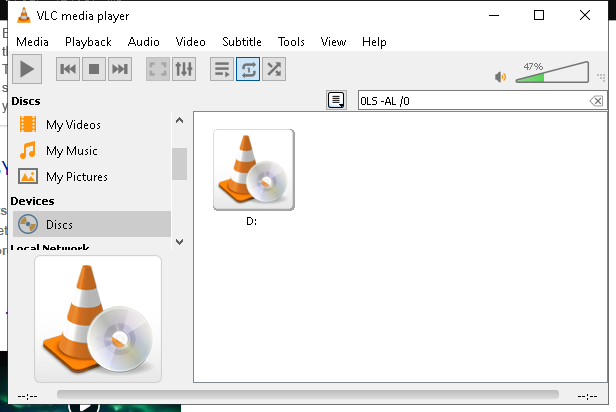 VLC media player
Media Playback Audio Video Subtitle Tools View Help
47%
Discs
0LS -AL /0
My Videos
My Music
My Pictures
Devices
Discs
Local Network
D:
--:-- --:--